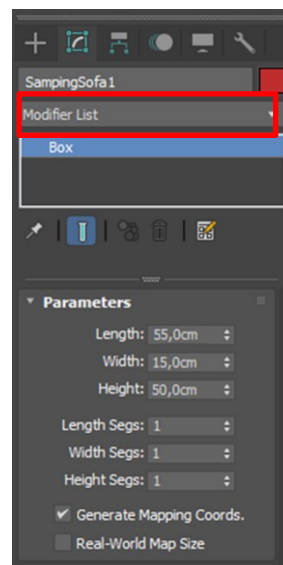 SampingSofa1
Modifier List
Box
Parameters
Length: 55,0cm
Width: 15,0cm
Height: 50,0cm
Length Segs: 1
Width Segs: 1
Height Segs: 1
Generate Mapping Coords.
Real-World Map Size